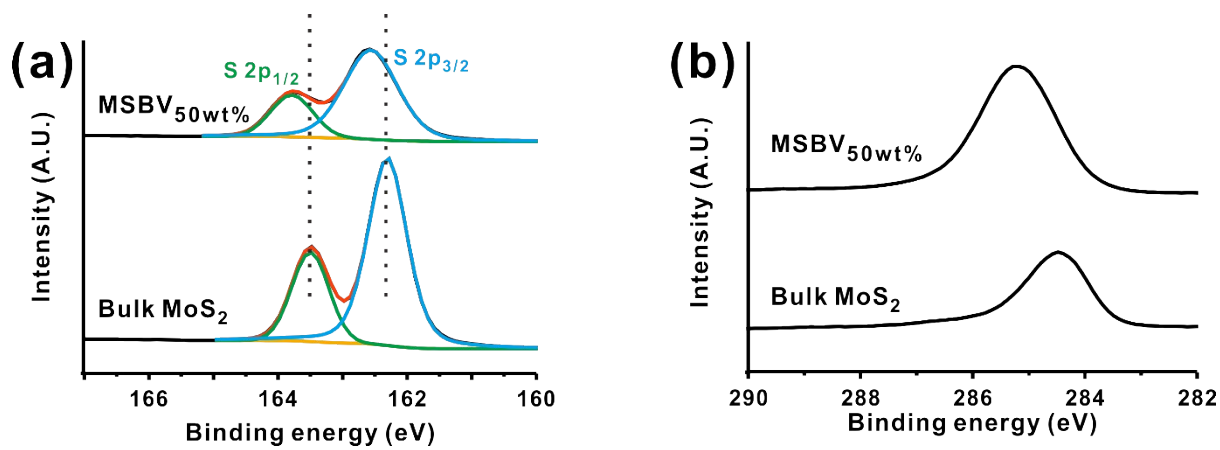 (a)
Intensity (A.U.)
MSBV50wt%
S 2p1/2
S 2p3/2
Bulk MoS2
166 164 162 160
Binding energy (eV)
(b)
Intensity (A.U.)
MSBV50wt%
Bulk MoS2
290 288 286 284 282
Binding energy (eV)